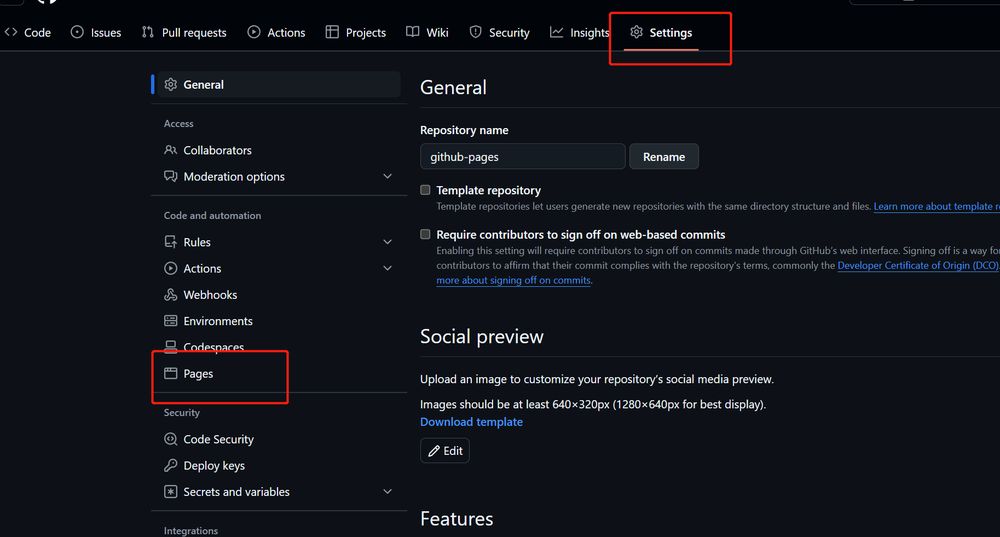 Code Issues Pull requests Actions Projects Wiki Security Insights Settings
General
Access
Collaborators
Moderation options
Code and automation
Rules
Actions
Webhooks
Environments
Codespaces
Pages
Security
Code Security
Deploy keys
Secrets and variables
Integrations
General
Repository name
github-pages Rename
Template repository
Template repositories let users generate new repositories with the same directory structure and files. Learn more about template
Require contributors to sign off on web-based commits
Enabling this setting will require contributors to sign off on commits made through GitHub's web interface. Signing off is a way for
contributors to affirm that their commit complies with the repository's terms, commonly the Developer Certificate of Origin (DCO)
more about signing off on commits.
Social preview
Upload an image to customize your repository's social media preview.
Images should be at least 640×320px (1280×640px for best display).
Download template
Edit
Features